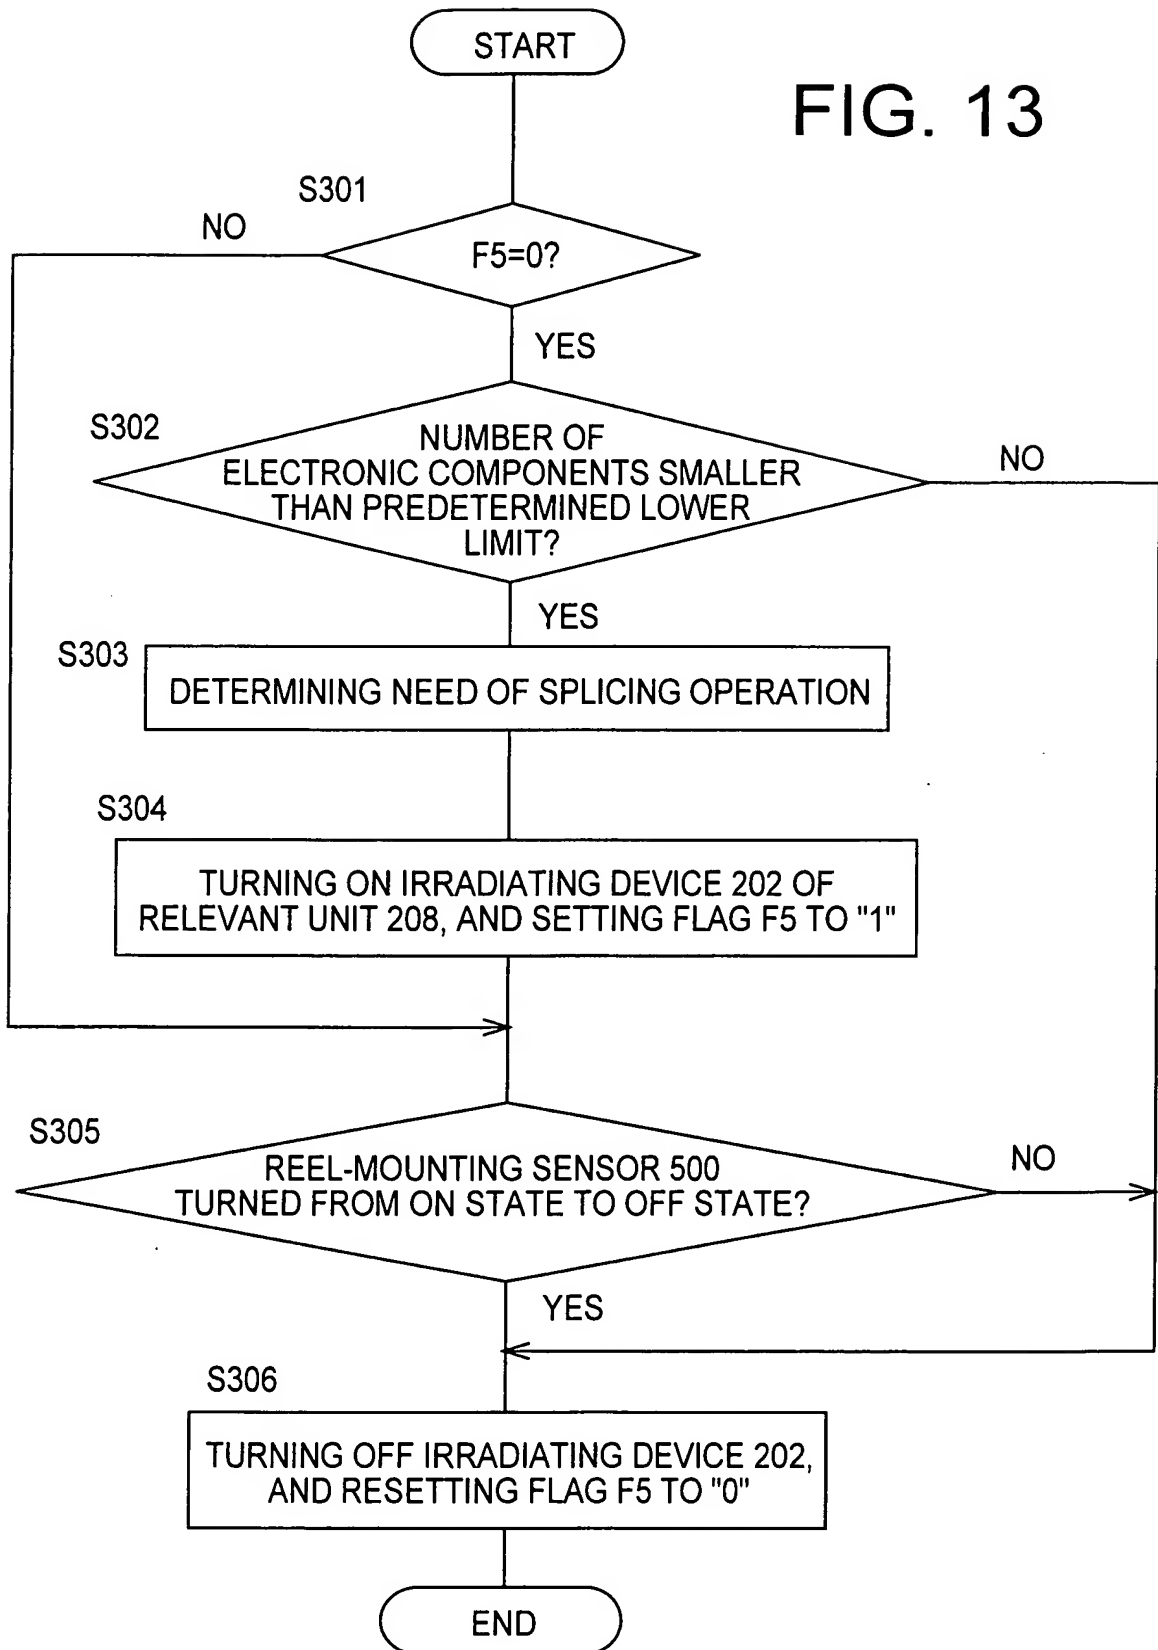 START
FIG. 13
S301
NO
F5=0?
YES
S302
NUMBER OF
ELECTRONIC COMPONENTS SMALLER
THAN PREDETERMINED LOWER
LIMIT?
NO
YES
S303
DETERMINING NEED OF SPLICING OPERATION
S304
TURNING ON IRRADIATING DEVICE 202 OF
RELEVANT UNIT 208, AND SETTING FLAG F5 TO "1"
S305
REEL-MOUNTING SENSOR 500
TURNED FROM ON STATE TO OFF STATE?
NO
YES
S306
TURNING OFF IRRADIATING DEVICE 202,
AND RESETTING FLAG F5 TO "0"
END